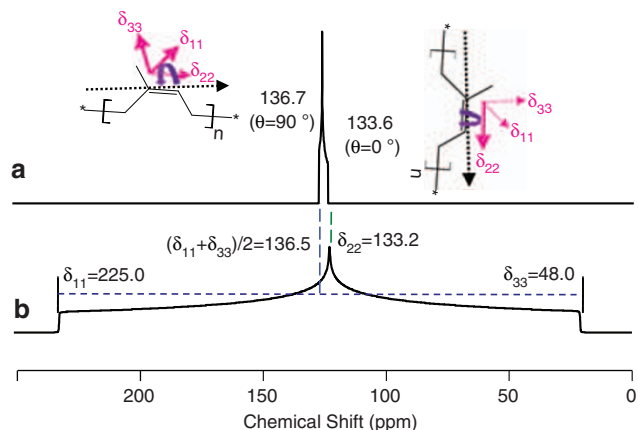 δ33
δ11
δ22
*
n
*
136.7
(θ=90 °)
133.6
(θ=0 °)
*
δ33
δ11
δ22
n
*
a
(δ11+δ33)/2=136.5
δ22=133.2
δ11=225.0
δ33=48.0
b
200
150
100
50
0
Chemical Shift (ppm)